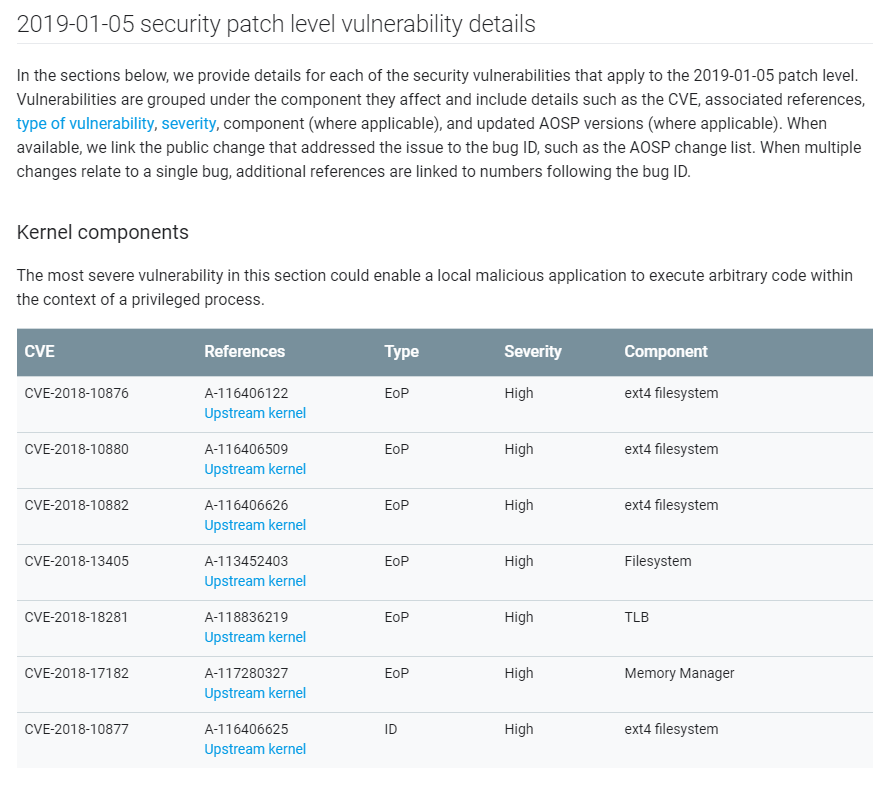 2019-01-05 security patch level vulnerability details
In the sections below, we provide details for each of the security vulnerabilities that apply to the 2019-01-05 patch level.
Vulnerabilities are grouped under the component they affect and include details such as the CVE, associated references,
type of vulnerability, severity, component (where applicable), and updated AOSP versions (where applicable). When
available, we link the public change that addressed the issue to the bug ID, such as the AOSP change list. When multiple
changes relate to a single bug, additional references are linked to numbers following the bug ID.
Kernel components
The most severe vulnerability in this section could enable a local malicious application to execute arbitrary code within
the context of a privileged process.
CVE References Type Severity Component
CVE-2018-10876 A-116406122 EoP High ext4 filesystem
Upstream kernel
CVE-2018-10880 A-116406509 EoP High ext4 filesystem
Upstream kernel
CVE-2018-10882 A-116406626 EoP High ext4 filesystem
Upstream kernel
CVE-2018-13405 A-113452403 EoP High Filesystem
Upstream kernel
CVE-2018-18281 A-118836219 EoP High TLB
Upstream kernel
CVE-2018-17182 A-117280327 EoP High Memory Manager
Upstream kernel
CVE-2018-10877 A-116406625 ID High ext4 filesystem
Upstream kernel